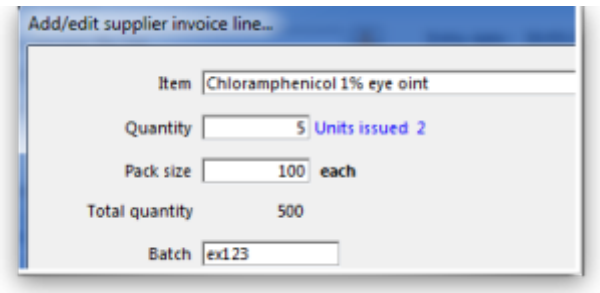 Add/edit supplier invoice line...
Item Chloramphenicol 1% eye oint
Quantity 5 Units issued 2
Pack size 100 each
Total quantity 500
Batch ex123